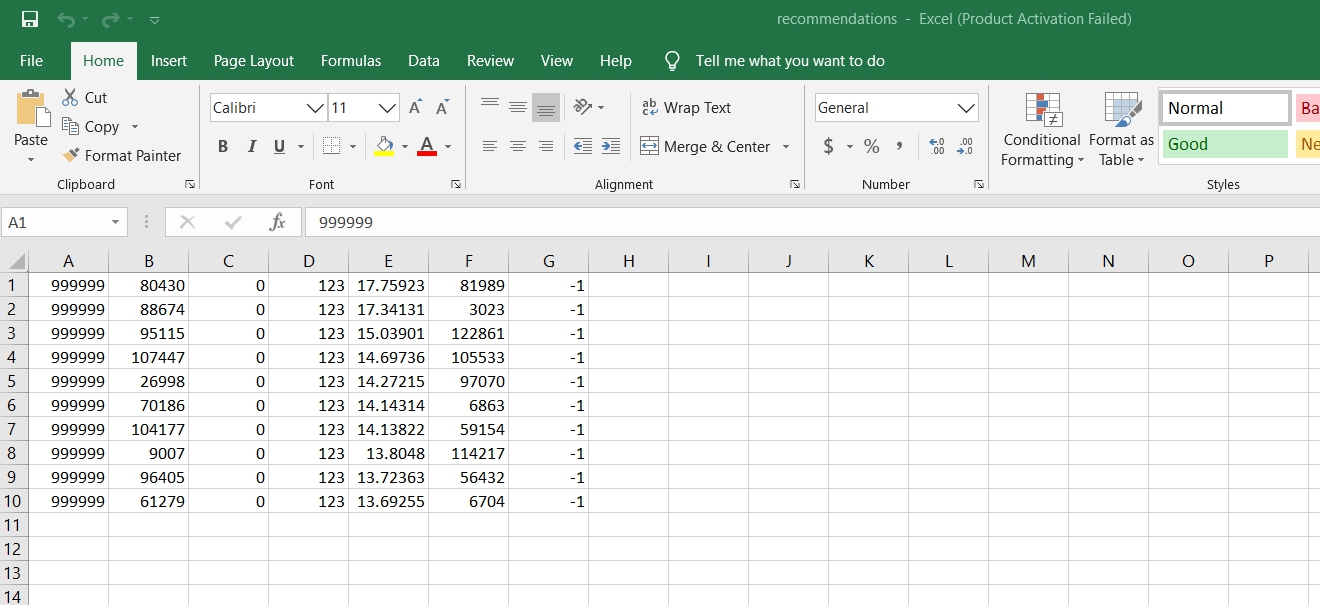 recommendations - Excel (Product Activation Failed)
File Home Insert Page Layout Formulas Data Review View Help Tell me what you want to do
Paste
Cut
Copy
Format Painter
Clipboard
Calibri 11 A A
B I U A
Font
ab c Wrap Text
Merge & Center
Alignment
General
$ % , .0 .00 .00 .0
Number
Conditional Formatting
Format as Table
Normal Ba
Good Ne
Styles
A1 fx 999999
A B C D E F G H I J K L M N O P
1 999999 80430 0 123 17.75923 81989 -1
2 999999 88674 0 123 17.34131 3023 -1
3 999999 95115 0 123 15.03901 122861 -1
4 999999 107447 0 123 14.69736 105533 -1
5 999999 26998 0 123 14.27215 97070 -1
6 999999 70186 0 123 14.14314 6863 -1
7 999999 104177 0 123 14.13822 59154 -1
8 999999 9007 0 123 13.8048 114217 -1
9 999999 96405 0 123 13.72363 56432 -1
10 999999 61279 0 123 13.69255 6704 -1
11
12
13
14